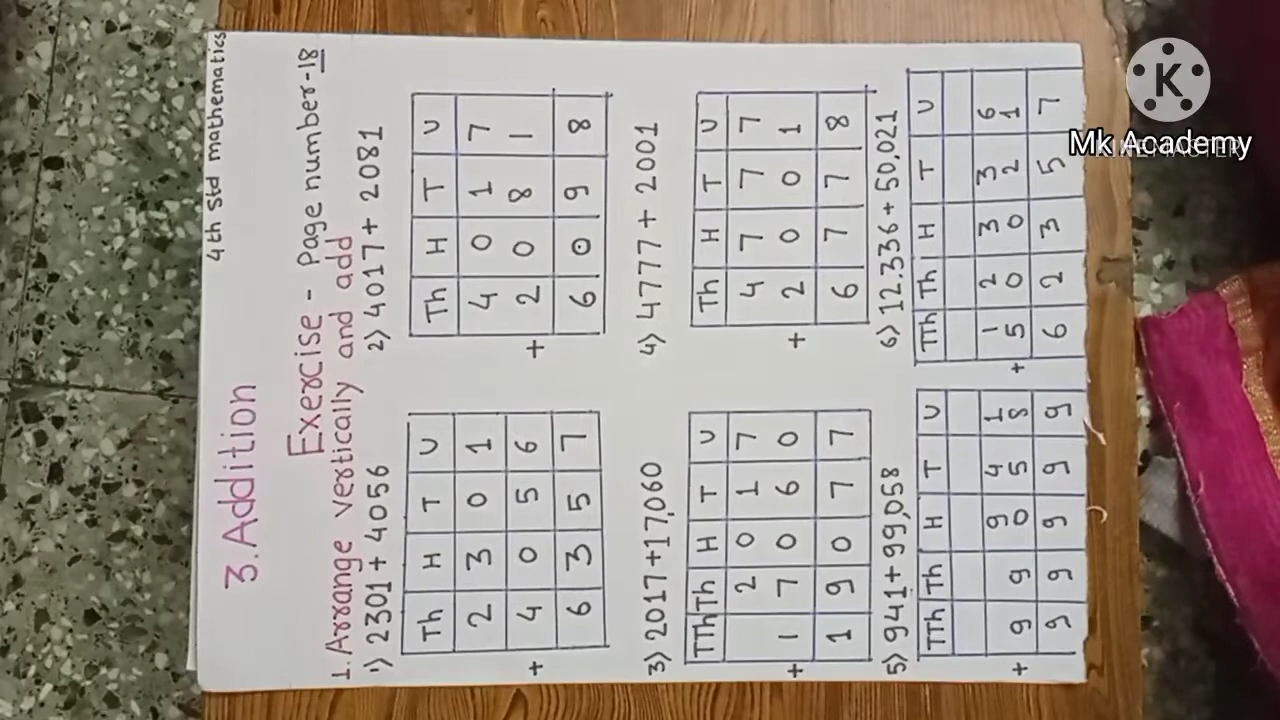 4th std mathematics
3. Addition
Exercise - Page number-18
1. Arrange vertically and add
1) 2301 + 4056
Th H T U
2 3 0 1
+ 4 0 5 6
6 3 5 7
2) 4017 + 2081
Th H T U
4 0 1 7
+ 2 0 8 1
6 0 9 8
3) 2017+17,060
TTh Th H T U
2 0 1 7
+ 1 7 0 6 0
1 9 0 7 7
4) 4777 + 2001
Th H T U
4 7 7 7
+ 2 0 0 1
6 7 7 8
5) 941+99,058
TTh Th H T U
9 4 1
+ 9 9 0 5 8
9 9 9 9 9
6) 12.336 + 50,021
TTh Th H T U
1 2 3 3 6
+ 5 0 0 2 1
6 2 3 5 7
K
Mk Academy